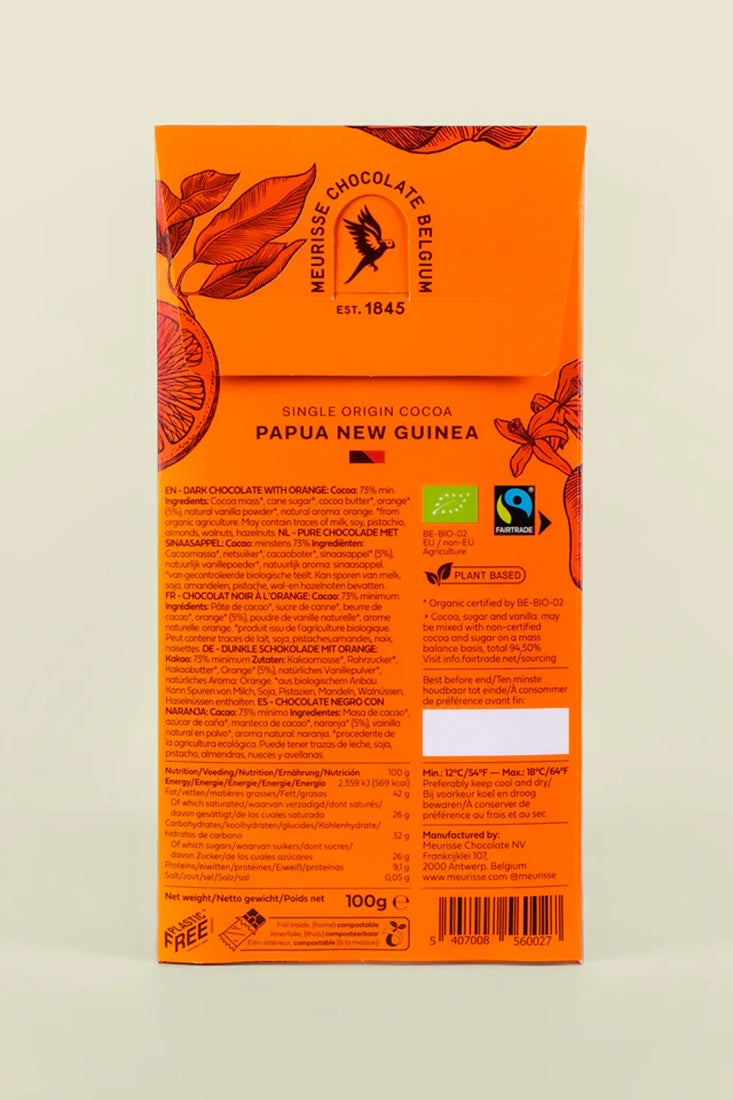 MEURISSE CHOCOLATE BELGIUM
EST. 1845
SINGLE ORIGIN COCOA
PAPUA NEW GUINEA
EN - DARK CHOCOLATE WITH ORANGE: Cocoa: 73% min.
Ingredients: Cocoa mass*, cane sugar*, cocoa butter*, orange*
(5%), natural vanilla powder*, natural aroma: orange. *from
organic agriculture. May contain traces of milk, soy, pistachio,
almonds, walnuts, hazelnuts. NL - PURE CHOCOLADE MET
SINAASAPPEL: Cacao: minstens 73% Ingrediënten:
Cacaomassa*, rietsuiker*, cacaoboter*, sinaasappel* (5%),
natuurlijk vanillepoeder*, natuurlijk aroma: sinaasappel.
*van gecontroleerde biologische teelt. Kan sporen van melk,
soja, amandelen, pistache, wal-en hazelnoten bevatten.
FR - CHOCOLAT NOIR À L'ORANGE: Cacao: 73% minimum
Ingrédients: Pâte de cacao*, sucre de canne*, beurre de
cacao*, orange* (5%), poudre de vanille naturelle*, arome
naturelle: orange. *produit issu de l'agriculture biologique.
Peut contenir traces de lait, soja, pistaches,amandes, noix,
noisettes. DE - DUNKLE SCHOKOLADE MIT ORANGE:
Kakao: 73% minimum Zutaten: Kakaomasse*, Rohrzucker*,
Kakaobutter*, Orange* (5%), natürliches Vanillepulver*,
natürliches Aroma: Orange. *aus biologischem Anbau.
Kann Spuren von Milch, Soja, Pistazien, Mandeln, Walnüssen,
Haselnüssen enthalten. ES - CHOCOLATE NEGRO CON
NARANJA: Cacao: 73% mínimo Ingredientes: Masa de cacao*,
azúcar de caña*, manteca de cacao*, naranja* (5%), vainilla
natural en polvo*, aroma natural: naranja. *procedente de
la agricultura ecológica. Puede tener trazas de leche, soja,
pistacho, almendras, nueces y avellanas.
Nutrition/Voeding/Nutrition/Ernährung/Nutrición 100 g
Energy/Energie/Énergie/Energie/Energía 2.359 kJ (569 kcal)
Fat/vetten/matières grasses/Fett/grasas 42 g
Of which saturated/waarvan verzadigd/dont saturés/
davon gesättigt/de las cuales saturada 26 g
Carbohydrates/koolhydraten/glucides/Kohlenhydrate/
hidratos de carbono 32 g
Of which sugars/waarvan suikers/dont sucres/
davon Zucker/de los cuales azúcares 26 g
Proteins/eiwitten/protéines/Eiweiß/proteínas 9,1 g
Salt/zout/sel/Salz/sal 0,05 g
Net weight/Netto gewicht/Poids net 100g ℮
PLASTIC
FREE
Foil inside, (home) compostable
Innerfolie, (thuis) composteerbaar
Film intérieur, compostable (à la maison)
FAIRTRADE
BE-BIO-02
EU / non-EU
Agriculture
PLANT BASED
* Organic certified by BE-BIO-02
Cocoa, sugar and vanilla: may
be mixed with non-certified
cocoa and sugar on a mass
balance basis, total 94,50%
Visit info.fairtrade.net/sourcing
Best before end/Ten minste
houdbaar tot einde/À consommer
de préférence avant fin:
Min.: 12°C/54°F — Max.: 18°C/64°F
Preferably keep cool and dry/
Bij voorkeur koel en droog
bewaren/À conserver de
préférence au frais et au sec
Manufactured by:
Meurisse Chocolate NV
Frankrijklei 107,
2000 Antwerp. Belgium
www.meurisse.com @meurisse
5 407008 560027